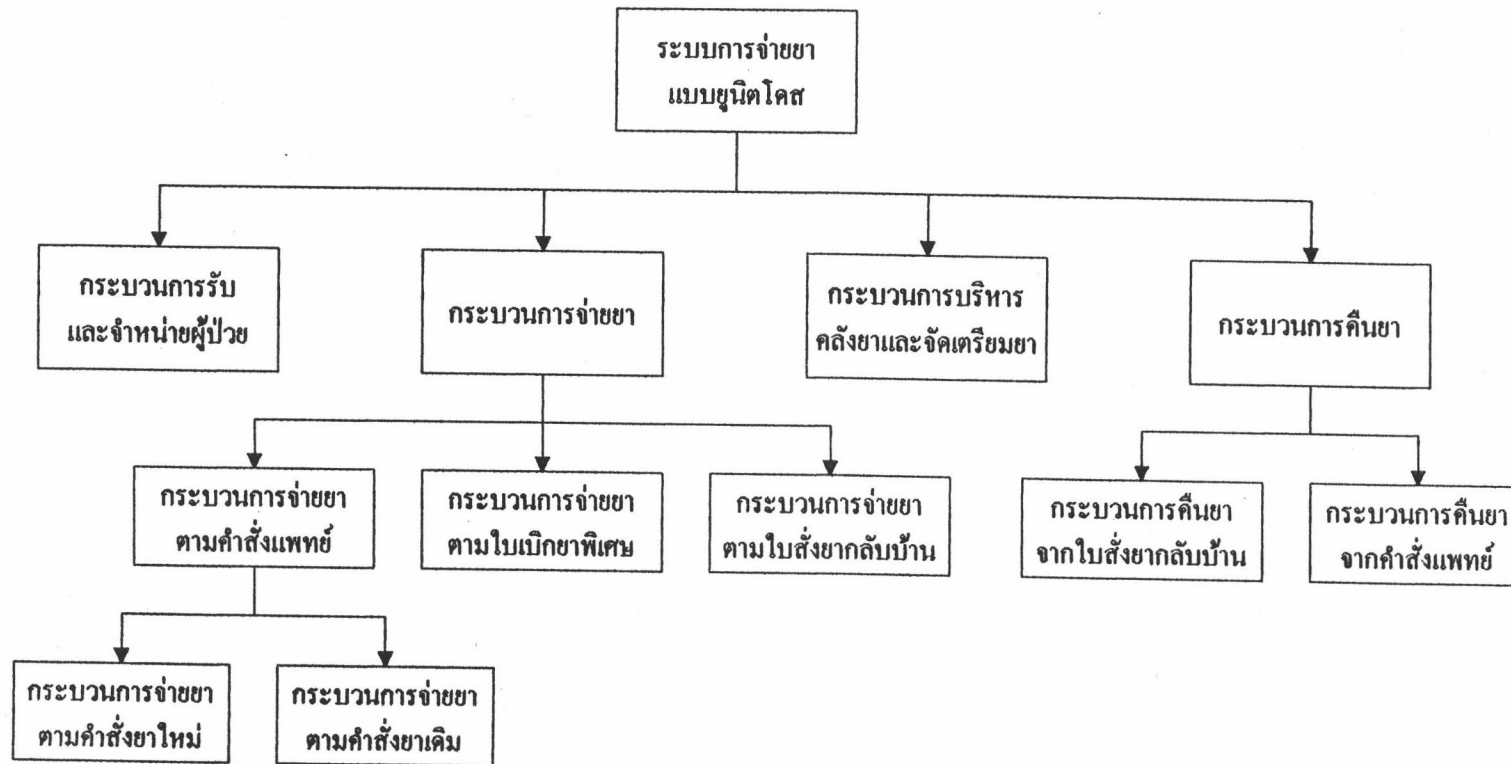 ระบบการจ่ายยา
แบบยูนิตโดส
กระบวนการรับ
และจำหน่ายผู้ป่วย
กระบวนการจ่ายยา
กระบวนการบริหาร
คลังยาและจัดเตรียมยา
กระบวนการคืนยา
กระบวนการจ่ายยา
ตามคำสั่งแพทย์
กระบวนการจ่ายยา
ตามใบเบิกยาพิเศษ
กระบวนการจ่ายยา
ตามใบสั่งยากลับบ้าน
กระบวนการคืนยา
จากใบสั่งยากลับบ้าน
กระบวนการคืนยา
จากคำสั่งแพทย์
กระบวนการจ่ายยา
ตามคำสั่งยาใหม่
กระบวนการจ่ายยา
ตามคำสั่งยาเดิม